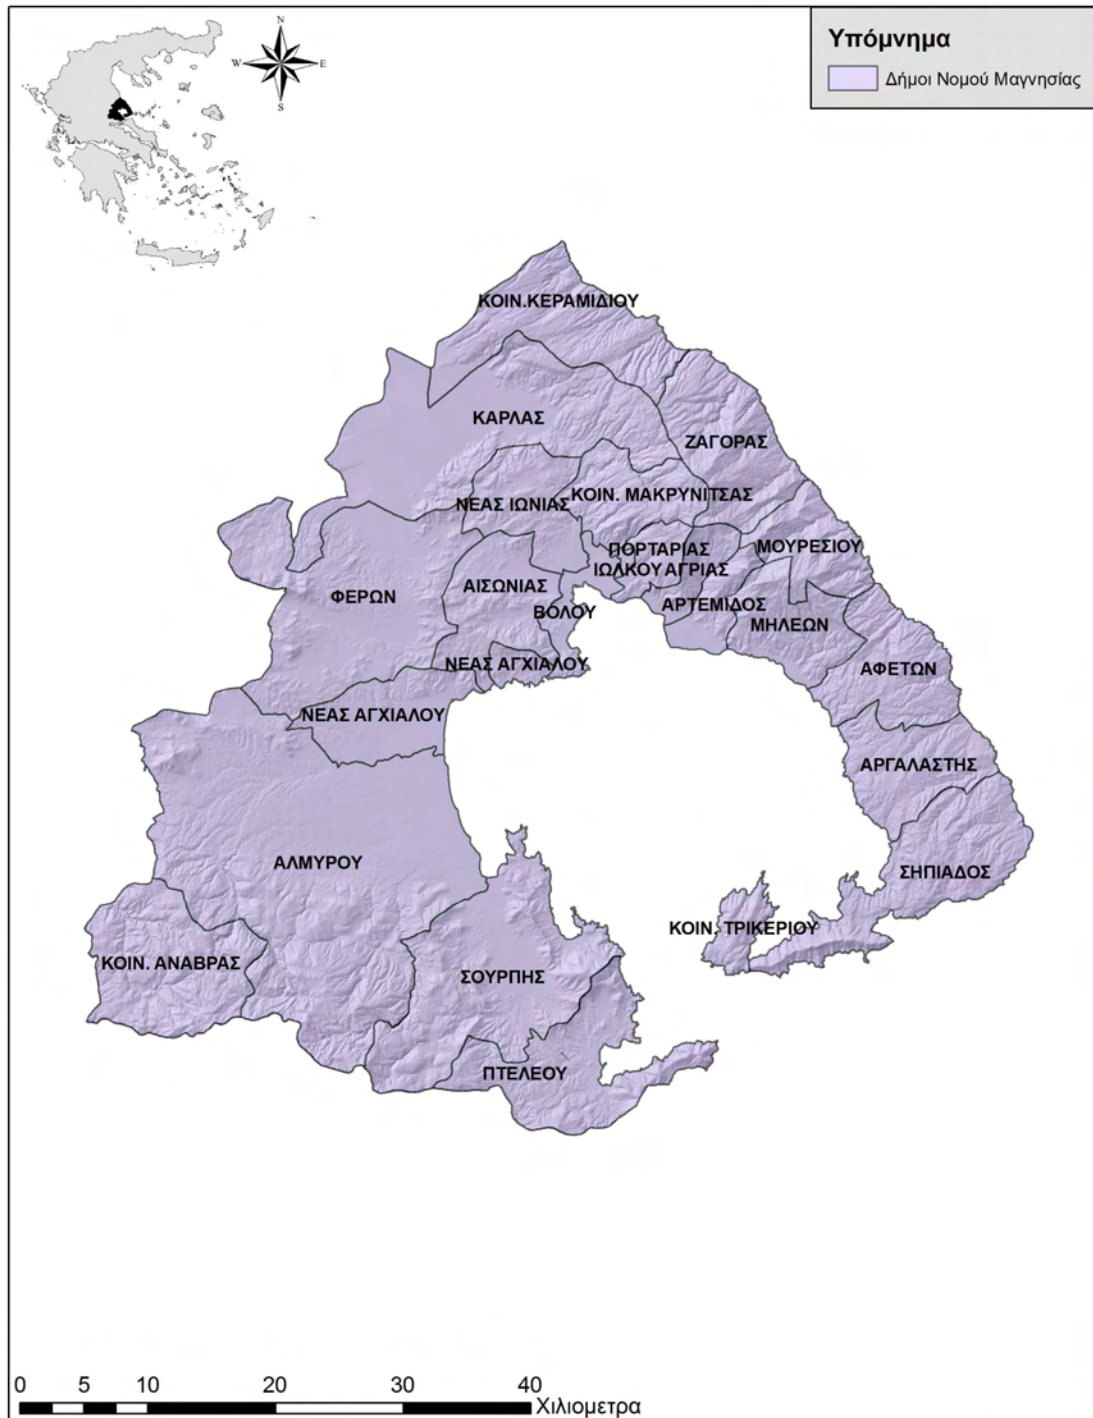 N
W E
S
Υπόμνημα
Δήμοι Νομού Μαγνησίας
ΚΟΙΝ.ΚΕΡΑΜΙΔΙΟΥ
ΚΑΡΛΑΣ
ΖΑΓΟΡΑΣ
ΝΕΑΣ ΙΩΝΙΑΣ
ΚΟΙΝ. ΜΑΚΡΥΝΙΤΣΑΣ
ΠΟΡΤΑΡΙΑΣ
ΜΟΥΡΕΣΙΟΥ
ΙΩΛΚΟΥ ΑΓΡΙΑΣ
ΑΙΣΩΝΙΑΣ
ΦΕΡΩΝ
ΒΟΛΟΥ
ΑΡΤΕΜΙΔΟΣ
ΜΗΛΕΩΝ
ΝΕΑΣ ΑΓΧΙΑΛΟΥ
ΑΦΕΤΩΝ
ΝΕΑΣ ΑΓΧΙΑΛΟΥ
ΑΡΓΑΛΑΣΤΗΣ
ΑΛΜΥΡΟΥ
ΣΗΠΙΑΔΟΣ
ΚΟΙΝ. ΤΡΙΚΕΡΙΟΥ
ΚΟΙΝ. ΑΝΑΒΡΑΣ
ΣΟΥΡΠΗΣ
ΠΤΕΛΕΟΥ
0 5 10 20 30 40
Χιλιομετρα